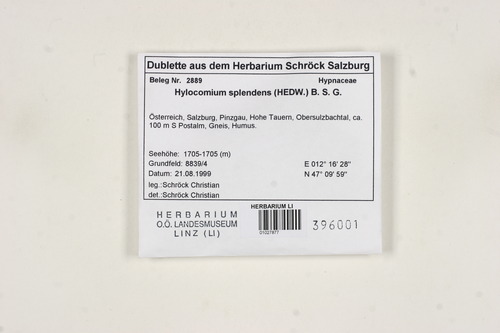 Dublette aus dem Herbarium Schröck Salzburg
Beleg Nr. 2889 Hypnaceae
Hylocomium splendens (HEDW.) B. S. G.
Österreich, Salzburg, Pinzgau, Hohe Tauern, Obersulzbachtal, ca.
100 m S Postalm, Gneis, Humus.
Seehöhe: 1705-1705 (m)
Grundfeld: 8839/4 E 012° 16' 28"
Datum: 21.08.1999 N 47° 09' 59"
leg.:Schröck Christian
det.:Schröck Christian
HERBARIUM
O.Ö. LANDESMUSEUM
LINZ (LI)
HERBARIUM LI
01027877
396001